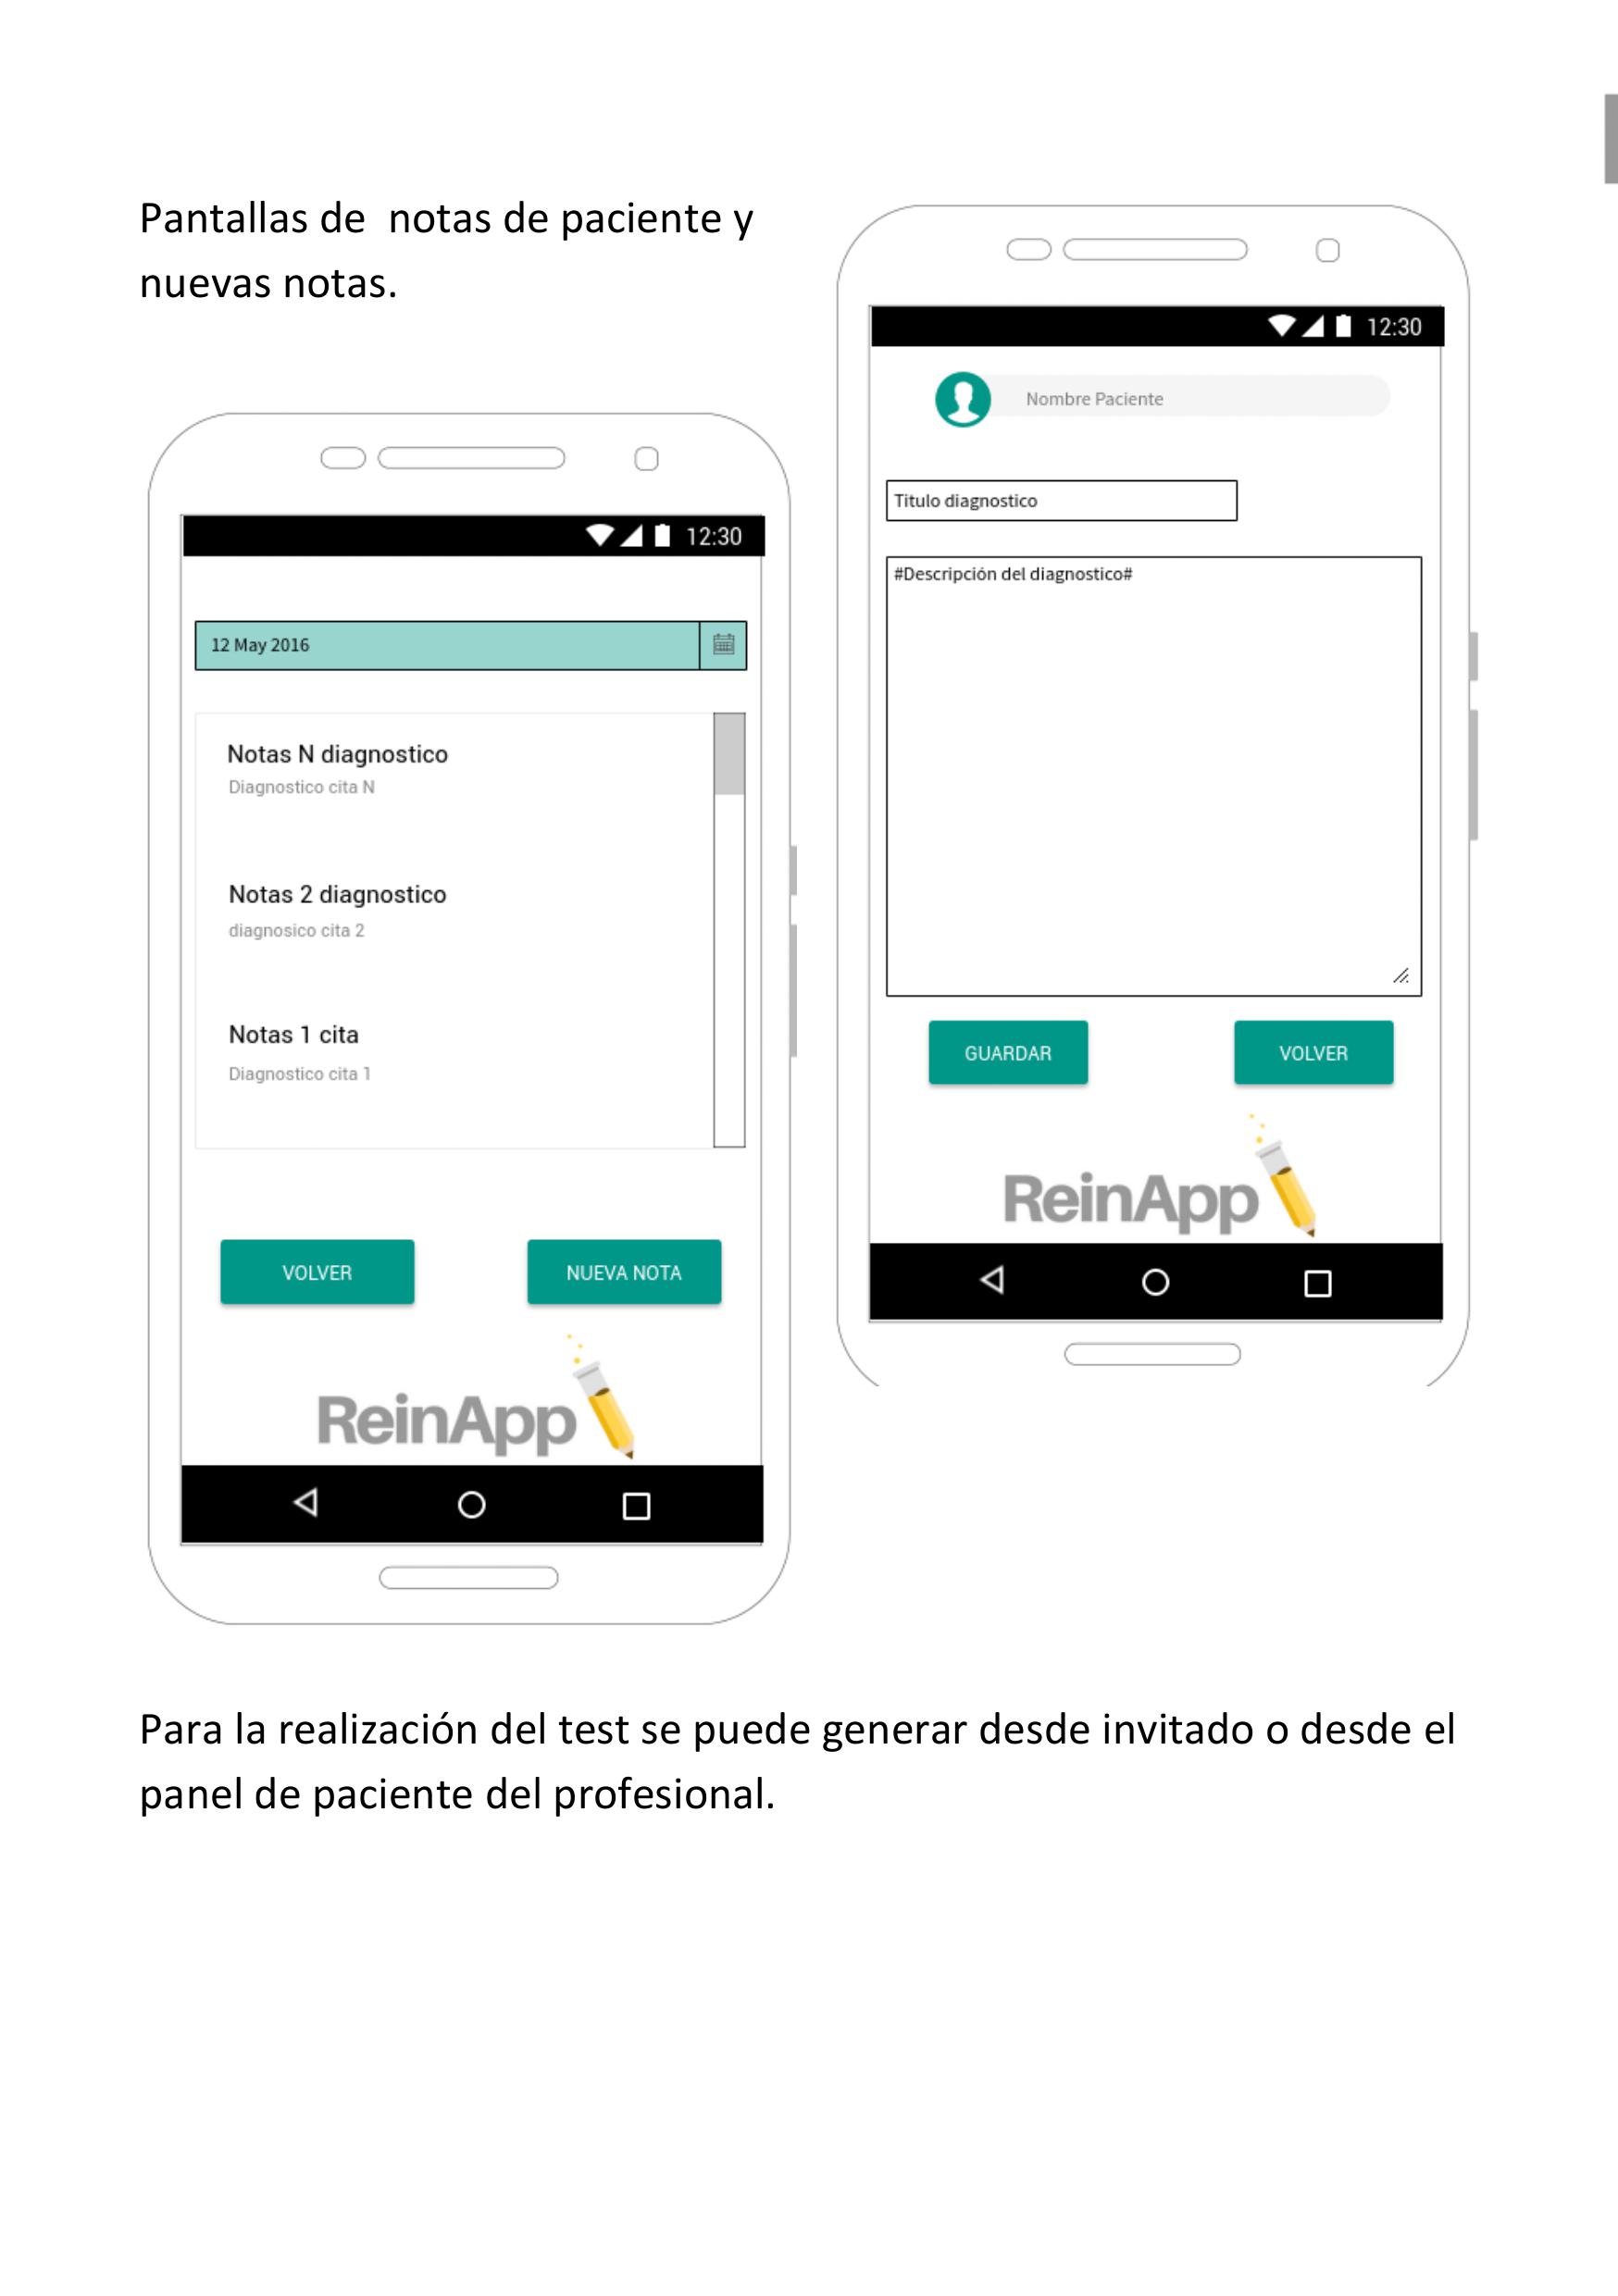 Pantallas de  notas de paciente y
nuevas notas.
12:30
12 May 2016
Notas N diagnostico
Diagnostico cita N
Notas 2 diagnostico
diagnosico cita 2
Notas 1 cita
Diagnostico cita 1
VOLVER
NUEVA NOTA
ReinApp
12:30
Nombre Paciente
Titulo diagnostico
#Descripción del diagnostico#
GUARDAR
VOLVER
ReinApp
Para la realización del test se puede generar desde invitado o desde el
panel de paciente del profesional.